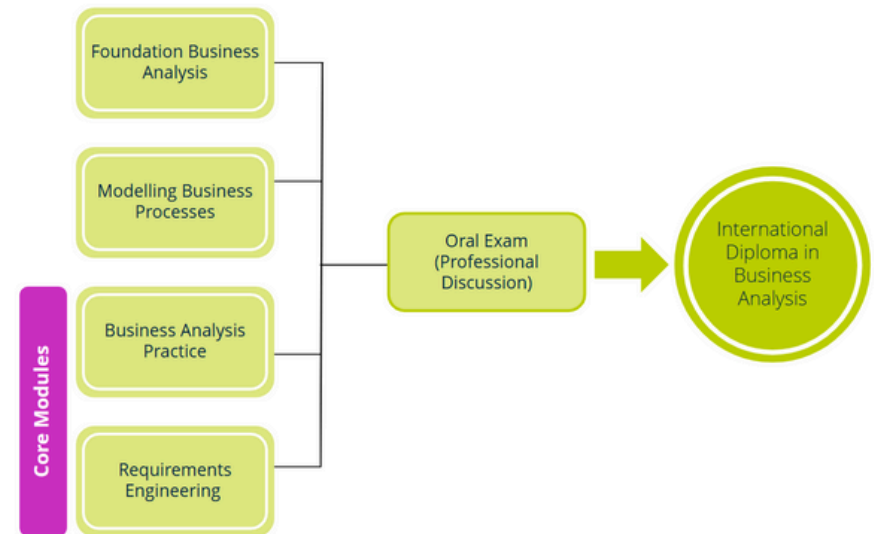 Foundation Business
Analysis
Modelling Business
Processes
Core Modules
Business Analysis
Practice
Requirements
Engineering
Oral Exam
(Professional
Discussion)
International
Diploma in
Business
Analysis